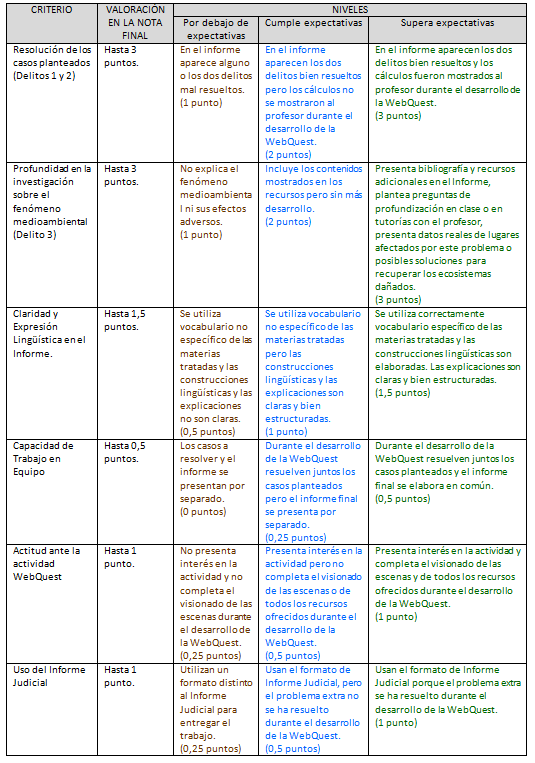 CRITERIO
VALORACIÓN
EN LA NOTA
FINAL
NIVELES
Por debajo de
expectativas
Cumple expectativas
Supera expectativas
Resolución de los
casos planteados
(Delitos 1 y 2)
Hasta 3
puntos.
En el informe
aparece alguno
o los dos delitos
mal resueltos.
(1 punto)
En el informe
aparecen los dos
delitos bien resueltos
pero los cálculos no
se mostraron al
profesor durante el
desarrollo de la
WebQuest.
(2 puntos)
En el informe aparecen los dos
delitos bien resueltos y los
cálculos fueron mostrados al
profesor durante el desarrollo de
la WebQuest.
(3 puntos)
Profundidad en la
investigación
sobre el
fenómeno
medioambiental
(Delito 3)
Hasta 3
puntos.
No explica el
fenómeno
medioambienta
l ni sus efectos
adversos.
(1 punto)
Incluye los contenidos
mostrados en los
recursos pero sin más
desarrollo.
(2 puntos)
Presenta bibliografía y recursos
adicionales en el Informe,
plantea preguntas de
profundización en clase o en
tutorías con el profesor,
presenta datos reales de lugares
afectados por este problema o
posibles soluciones para
recuperar los ecosistemas
dañados.
(3 puntos)
Claridad y
Expresión
Lingüística en el
Informe.
Hasta 1,5
puntos.
Se utiliza
vocabulario no
específico de las
materias
tratadas y las
construcciones
lingüísticas y las
explicaciones
no son claras.
(0,5 puntos)
Se utiliza vocabulario
no específico de las
materias tratadas
pero las
construcciones
lingüísticas y las
explicaciones son
claras y bien
estructuradas.
(1 punto)
Se utiliza correctamente
vocabulario específico de las
materias tratadas y las
construcciones lingüísticas son
elaboradas. Las explicaciones son
claras y bien estructuradas.
(1,5 puntos)
Capacidad de
Trabajo en
Equipo
Hasta 0,5
puntos.
Los casos a
resolver y el
informe se
presentan por
separado.
(0 puntos)
Durante el desarrollo
de la WebQuest
resuelven juntos los
casos planteados
pero el informe final
se presenta por
separado.
(0,25 puntos)
Durante el desarrollo de la
WebQuest resuelven juntos los
casos planteados y el informe
final se elabora en común.
(0,5 puntos)
Actitud ante la
actividad
WebQuest
Hasta 1
punto.
No presenta
interés en la
actividad y no
completa el
visionado de las
escenas durante
el desarrollo de
la WebQuest.
(0,25 puntos)
Presenta interés en la
actividad pero no
completa el visionado
de las escenas o de
todos los recursos
ofrecidos durante el
desarrollo de la
WebQuest.
(0,5 puntos)
Presenta interés en la actividad y
completa el visionado de las
escenas y de todos los recursos
ofrecidos durante el desarrollo
de la WebQuest.
(1 punto)
Uso del Informe
Judicial
Hasta 1
punto.
Utilizan un
formato distinto
al Informe
Judicial para
entregar el
trabajo.
(0,25 puntos)
Usan el formato de
Informe Judicial, pero
el problema extra no
se ha resuelto
durante el desarrollo
de la WebQuest.
(0,5 puntos)
Usan el formato de Informe
Judicial porque el problema extra
se ha resuelto durante el
desarrollo de la WebQuest.
(1 punto)